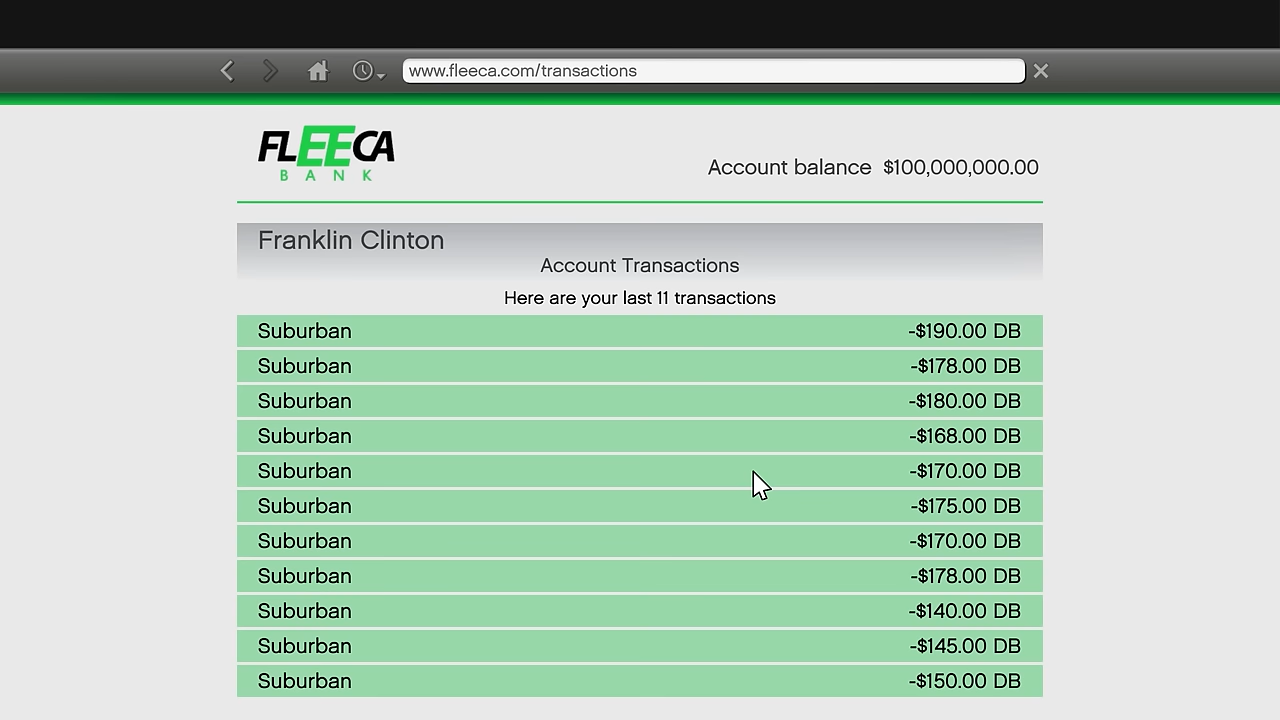 www.fleeca.com/transactions
FLEECA
BANK
Account balance $100,000,000.00
Franklin Clinton
Account Transactions
Here are your last 11 transactions
Suburban -$190.00 DB
Suburban -$178.00 DB
Suburban -$180.00 DB
Suburban -$168.00 DB
Suburban -$170.00 DB
Suburban -$175.00 DB
Suburban -$170.00 DB
Suburban -$178.00 DB
Suburban -$140.00 DB
Suburban -$145.00 DB
Suburban -$150.00 DB